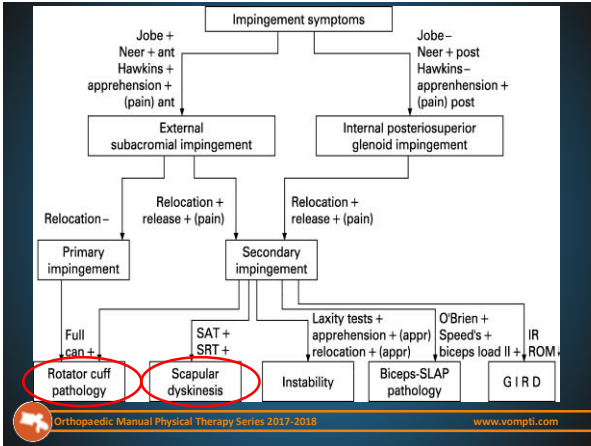 Impingement symptoms
Jobe +
Neer + ant
Hawkins +
apprehension +
(pain) ant
Jobe–
Neer + post
Hawkins–
apprenhension +
(pain) post
External
subacromial impingement
Internal posteriosuperior
glenoid impingement
Relocation–
Relocation +
release + (pain)
Relocation +
release + (pain)
Primary
impingement
Secondary
impingement
Full
can +
SAT +
SRT +
Laxity tests +
apprehension + (appr)
relocation + (appr)
O'Brien +
Speed's +
biceps load II +
IR
ROM↓
Rotator cuff
pathology
Scapular
dyskinesis
Instability
Biceps-SLAP
pathology
G I R D
Orthopaedic Manual Physical Therapy Series 2017-2018
www.vompti.com